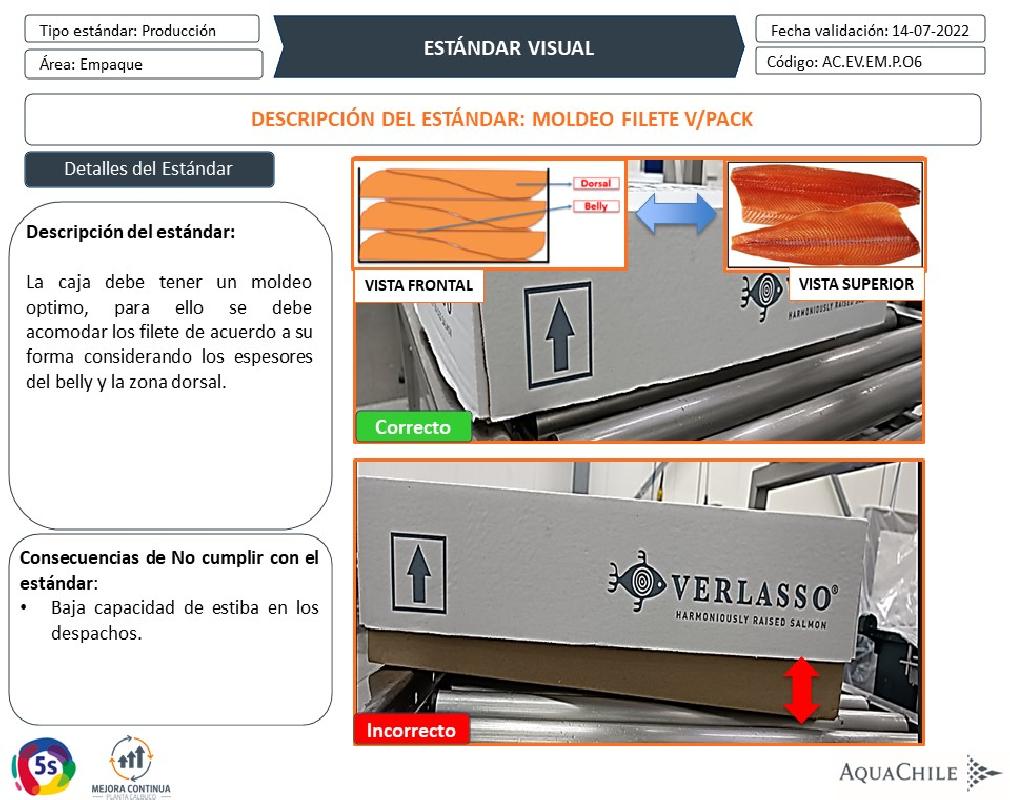 Tipo estándar: Producción
Área: Empaque
ESTÁNDAR VISUAL
Fecha validación: 14-07-2022
Código: AC.EV.EM.P.O6
DESCRIPCIÓN DEL ESTÁNDAR: MOLDEO FILETE V/PACK
Detalles del Estándar
Descripción del estándar:
La caja debe tener un moldeo
optimo, para ello se debe
acomodar los filete de acuerdo a su
forma considerando los espesores
del belly y la zona dorsal.
Consecuencias de No cumplir con el
estándar:
• Baja capacidad de estiba en los
despachos.
Dorsal
Belly
VISTA FRONTAL
VISTA SUPERIOR
HARMONIOUSLY RAISED
Correcto
VERLASSO®
HARMONIOUSLY RAISED SALMON
Incorrecto
5s
MEJORA CONTINUA
PLANTA CALBUCO
AQUACHILE